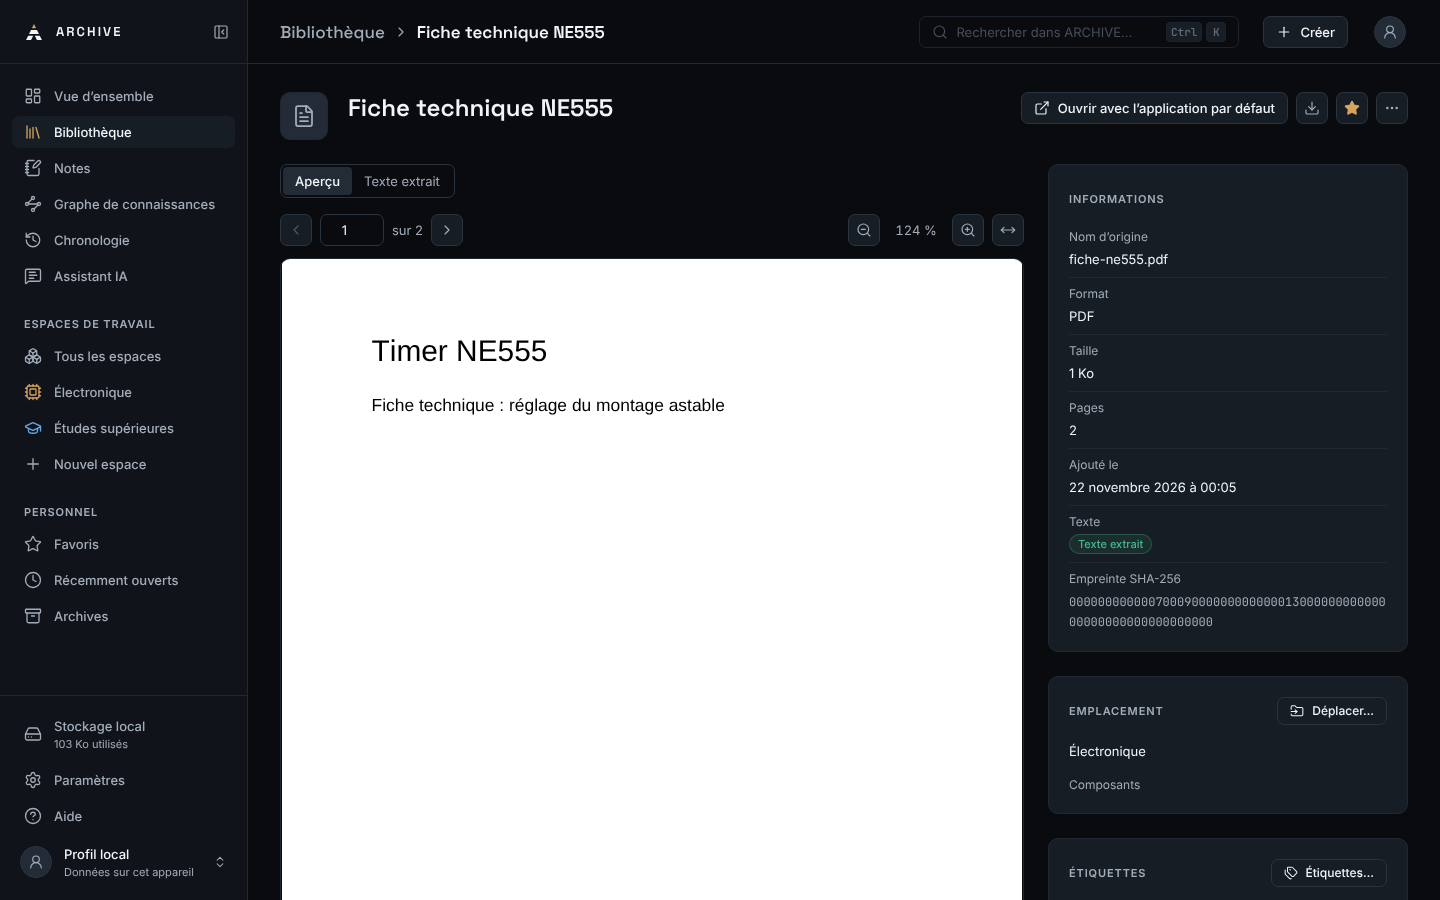 ARCHIVE
Bibliothèque
Fiche technique NE555
Rechercher dans ARCHIVE...
Ctrl
K
Créer
Vue d'ensemble
Bibliothèque
Notes
Graphe de connaissances
Chronologie
Assistant IA
ESPACES DE TRAVAIL
Tous les espaces
Électronique
Études supérieures
Nouvel espace
PERSONNEL
Favoris
Récemment ouverts
Archives
Stockage local
103 Ko utilisés
Paramètres
Aide
Profil local
Données sur cet appareil
Fiche technique NE555
Ouvrir avec l'application par défaut
Aperçu
Texte extrait
1
sur 2
124 %
Timer NE555
Fiche technique : réglage du montage astable
INFORMATIONS
Nom d'origine
fiche-ne555.pdf
Format
PDF
Taille
1 Ko
Pages
2
Ajouté le
22 novembre 2026 à 00:05
Texte
Texte extrait
Empreinte SHA-256
EMPLACEMENT
Déplacer...
Électronique
Composants
ÉTIQUETTES
Étiquettes...